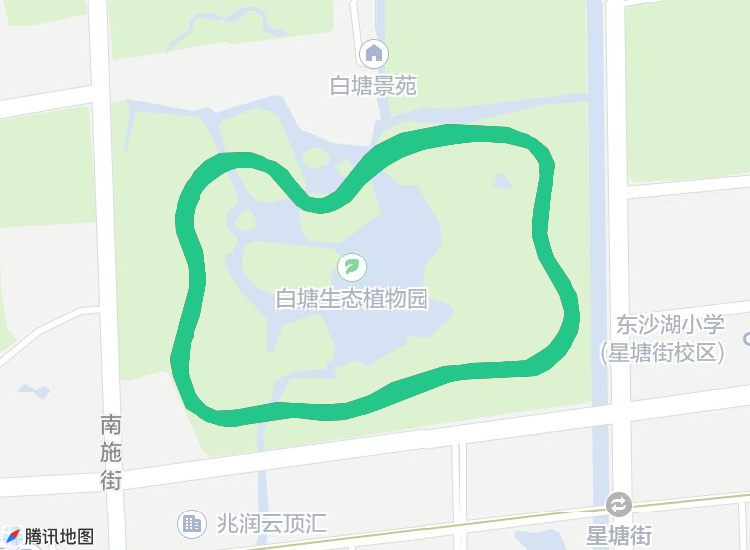 白塘景苑
白塘生态植物园
东沙湖小学
(星塘街校区)
南
施
街
兆润云顶汇
星塘街
腾讯地图